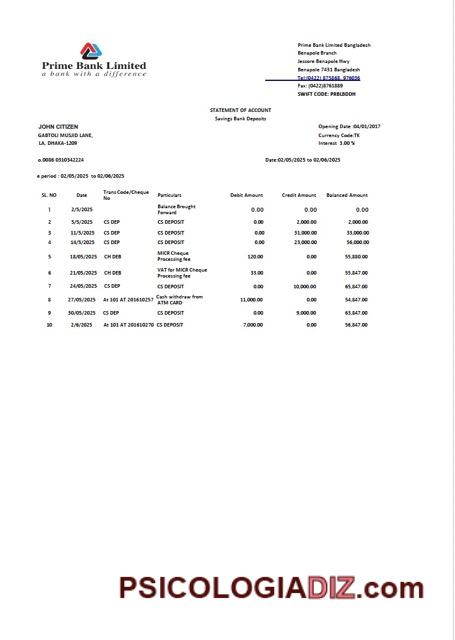 Prime Bank Limited
a bank with a difference
Prime Bank Limited Bangladesh
Benapole Branch
Jessore Benapole Hwy
Benapole 7431 Bangladesh
Tel:(0422) 875868, 976036
Fax: (0422)8761889
SWIFT CODE: PRBLBDDH
STATEMENT OF ACCOUNT
Savings Bank Deposits
JOHN CITIZEN
GABTOLI MUSJID LANE,
LA, DHAKA-1209
Opening Date :04/01/2017
Currency Code:TK
Interest 3.00 %
o.0086 0310342224
Date:02/05/2025 to 02/06/2025
e period : 02/05/2025 to 02/06/2025
SL. NO Date Trans Code/Cheque No Particulars Debit Amount Credit Amount Balanced Amount
1 2/5/2025 Balance Brought Forward 0.00 0.00 0.00
2 5/5/2025 CS DEP CS DEPOSIT 0.00 2,000.00 2,000.00
3 11/5/2025 CS DEP CS DEPOSIT 0.00 31,000.00 33,000.00
4 14/5/2025 CS DEP CS DEPOSIT 0.00 23,000.00 56,000.00
5 18/05/2025 CH DEB MICR Cheque Processing fee 120.00 0.00 55,880.00
6 21/05/2025 CH DEB VAT for MICR Cheque Processing fee 33.00 0.00 55,847.00
7 24/05/2025 CS DEP CS DEPOSIT 0.00 10,000.00 65,847.00
8 27/05/2025 At 101 AT 201610257 Cash withdraw from ATM CARD 11,000.00 0.00 54,847.00
9 30/05/2025 CS DEP CS DEPOSIT 0.00 9,000.00 63,847.00
10 2/6/2025 At 101 AT 201610270 CS DEPOSIT 7,000.00 0.00 56,847.00
PSICOLOGIADIZ.com